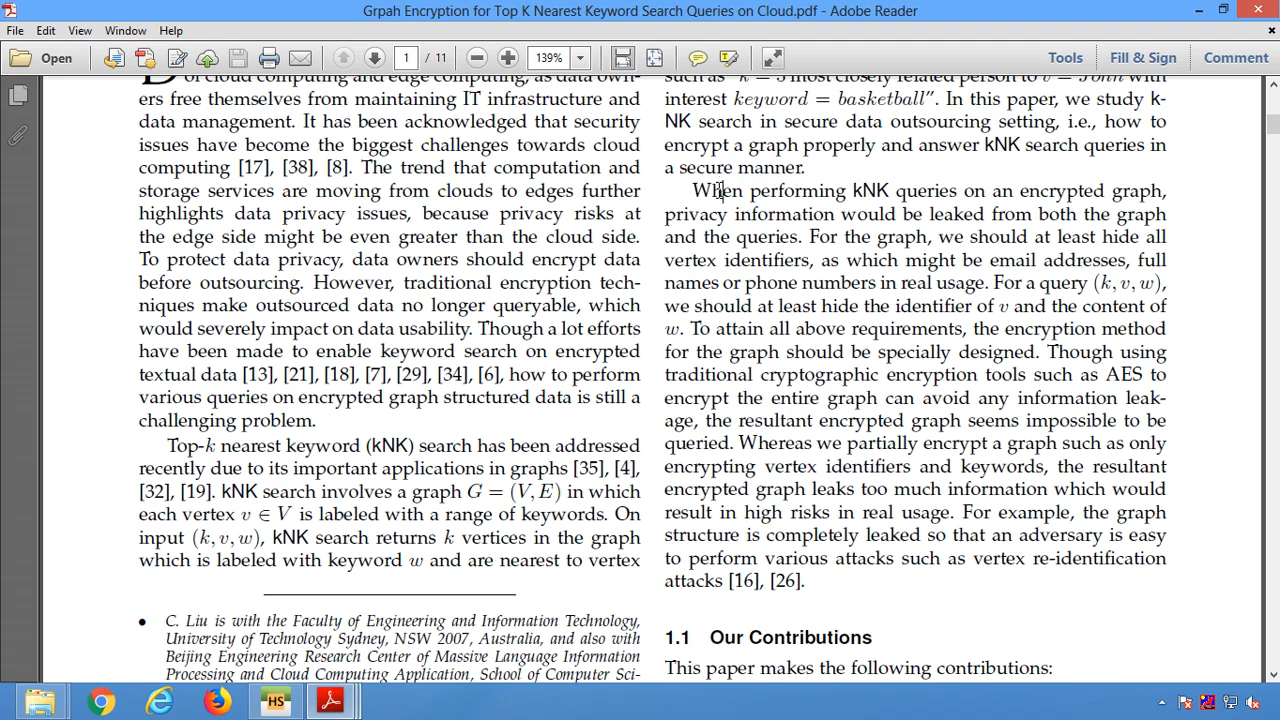 Grpah Encryption for Top K Nearest Keyword Search Queries on Cloud.pdf - Adobe Reader
File Edit View Window Help
Open 1 / 11 139% Tools Fill & Sign Comment
of cloud computing and edge computing, as data own-
ers free themselves from maintaining IT infrastructure and
data management. It has been acknowledged that security
issues have become the biggest challenges towards cloud
computing [17], [38], [8]. The trend that computation and
storage services are moving from clouds to edges further
highlights data privacy issues, because privacy risks at
the edge side might be even greater than the cloud side.
To protect data privacy, data owners should encrypt data
before outsourcing. However, traditional encryption tech-
niques make outsourced data no longer queryable, which
would severely impact on data usability. Though a lot efforts
have been made to enable keyword search on encrypted
textual data [13], [21], [18], [7], [29], [34], [6], how to perform
various queries on encrypted graph structured data is still a
challenging problem.
Top-k nearest keyword (kNK) search has been addressed
recently due to its important applications in graphs [35], [4],
[32], [19]. kNK search involves a graph G = (V, E) in which
each vertex v ∈ V is labeled with a range of keywords. On
input (k, v, w), kNK search returns k vertices in the graph
which is labeled with keyword w and are nearest to vertex
• C. Liu is with the Faculty of Engineering and Information Technology,
University of Technology Sydney, NSW 2007, Australia, and also with
Beijing Engineering Research Center of Massive Language Information
Processing and Cloud Computing Application, School of Computer Sci-
such as "k = 3 most closely related person to v = John with
interest keyword = basketball". In this paper, we study k-
NK search in secure data outsourcing setting, i.e., how to
encrypt a graph properly and answer kNK search queries in
a secure manner.
When performing kNK queries on an encrypted graph,
privacy information would be leaked from both the graph
and the queries. For the graph, we should at least hide all
vertex identifiers, as which might be email addresses, full
names or phone numbers in real usage. For a query (k, v, w),
we should at least hide the identifier of v and the content of
w. To attain all above requirements, the encryption method
for the graph should be specially designed. Though using
traditional cryptographic encryption tools such as AES to
encrypt the entire graph can avoid any information leak-
age, the resultant encrypted graph seems impossible to be
queried. Whereas we partially encrypt a graph such as only
encrypting vertex identifiers and keywords, the resultant
encrypted graph leaks too much information which would
result in high risks in real usage. For example, the graph
structure is completely leaked so that an adversary is easy
to perform various attacks such as vertex re-identification
attacks [16], [26].
1.1 Our Contributions
This paper makes the following contributions:
HS